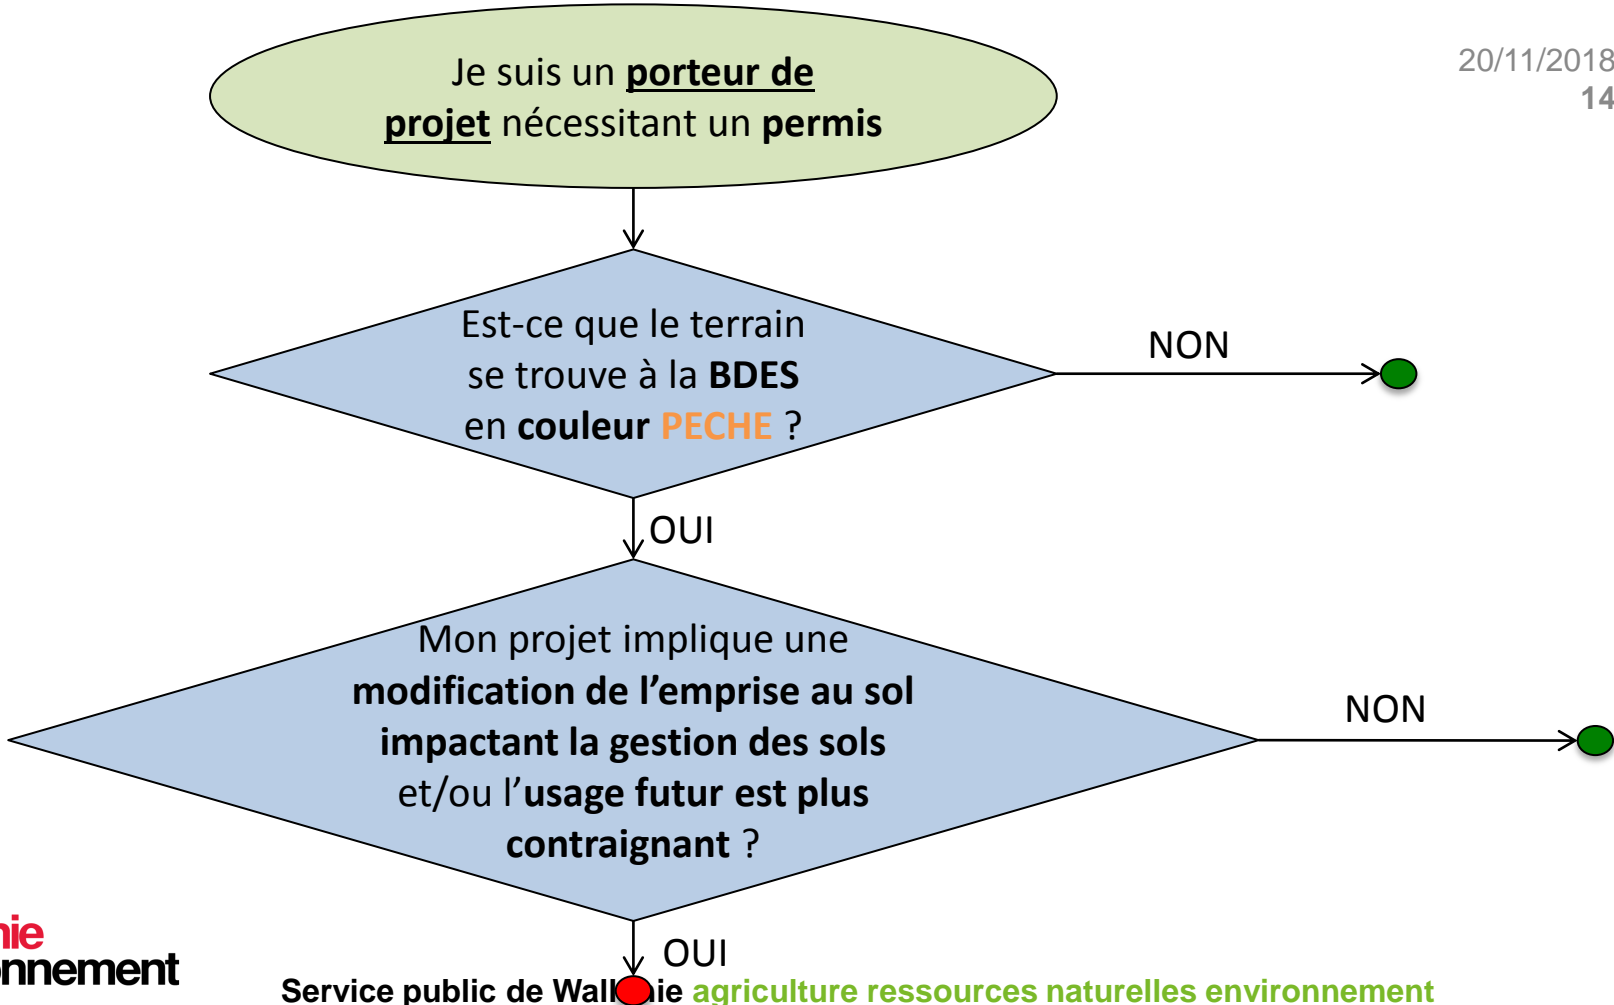 20/11/2018
14
Je suis un porteur de
projet nécessitant un permis
Est-ce que le terrain
se trouve à la BDES
en couleur PECHE ?
NON
OUI
Mon projet implique une
modification de l’emprise au sol
impactant la gestion des sols
et/ou l’usage futur est plus
contraignant ?
NON
OUI
nie
onnement
Service public de Wall ie agriculture ressources naturelles environnement